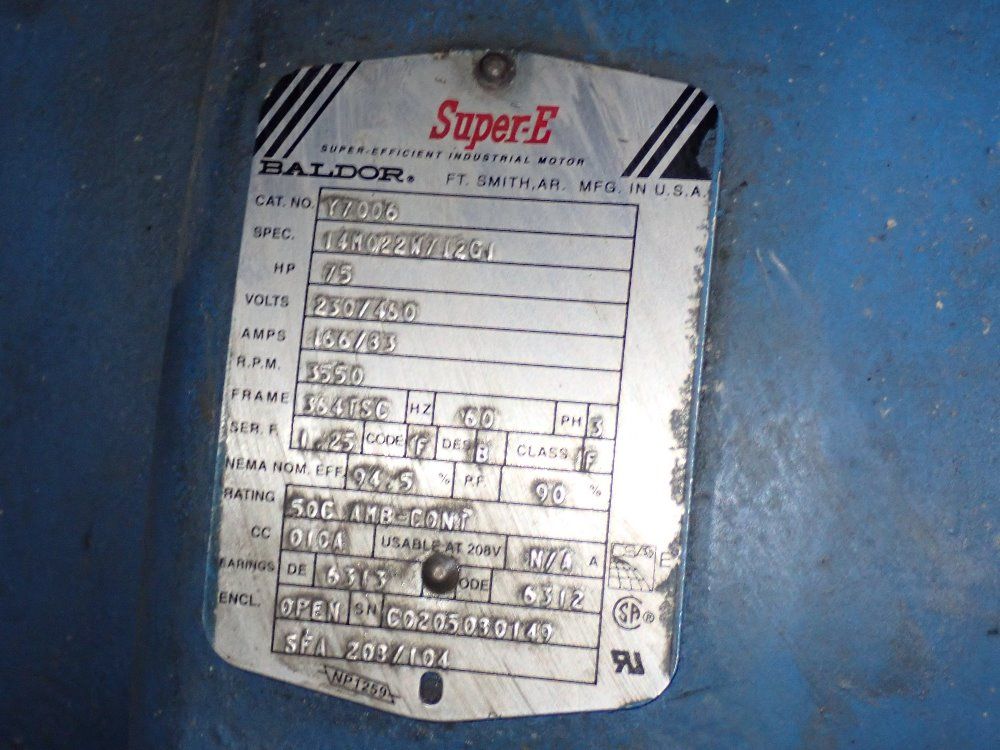 Super-E
SUPER-EFFICIENT INDUSTRIAL MOTOR
BALDOR® FT. SMITH, AR. MFG. IN U.S.A.
CAT. NO. Y7006
SPEC. 14M022W712G1
HP 75
VOLTS 230/460
AMPS 166/83
R.P.M. 3550
FRAME 364TSC HZ 60 PH 3
SER. F. 1.25 CODE F DES B CLASS F
NEMA NOM. EFF. 94.5 % P.F. 90 %
RATING 50C AMB-CONT
CC 010A USABLE AT 208V N/A A
BEARINGS DE 6313 ODE 6312
ENCL. OPEN SN C0205030149
SFA 203/104
NP1259